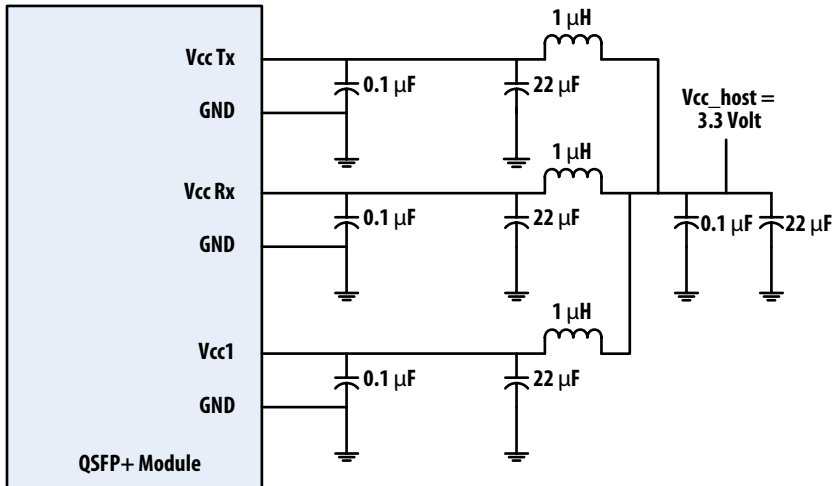 1 µH
Vcc Tx
0.1 µF
22 µF
GND
Vcc_host =
3.3 Volt
1 µH
Vcc Rx
0.1 µF
22 µF
0.1 µF
22 µF
GND
1 µH
Vcc1
0.1 µF
22 µF
GND
QSFP+ Module